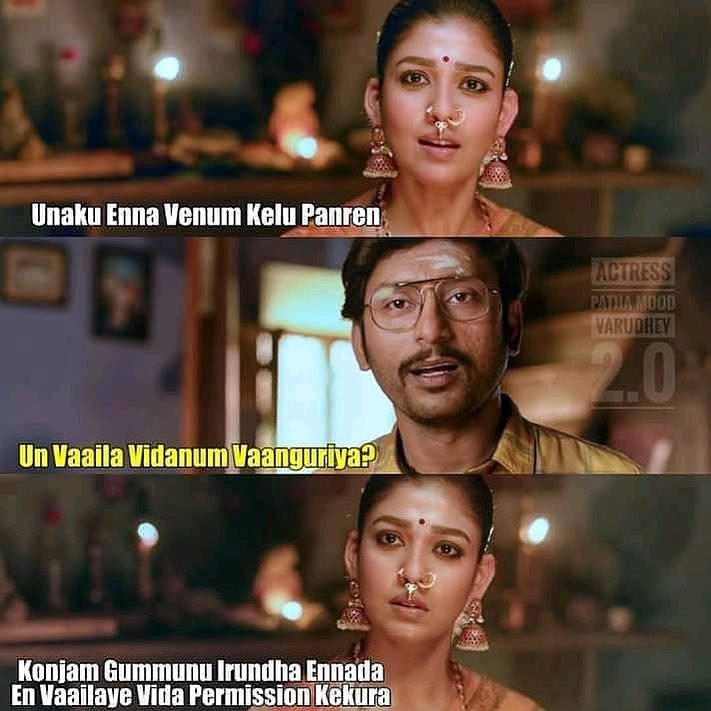 Unaku Enna Venum Kelu Panren
ACTRESS
PATHA MOOD
VARUDHEY
2.0
Un Vaaila Vidanum Vaanguriya?
Konjam Gummunu Irundha Ennada
En Vaailaye Vida Permission Kekura